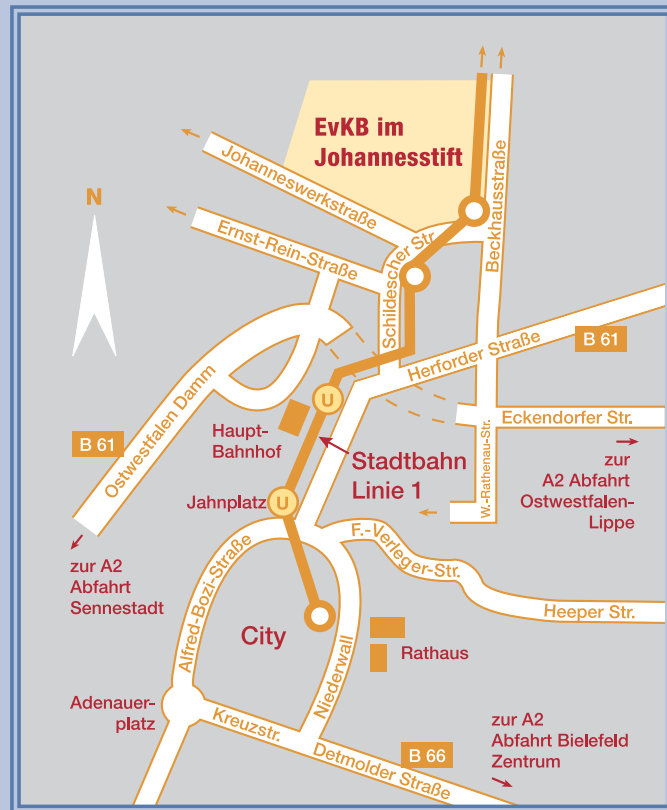 EvKB im
Johannesstift
Johanneswerkstraße
N
Ernst-Rein-Straße
Schildescher Str.
Beckhausstraße
Herforder Straße
B 61
Ostwestfalen Damm
B 61
U
Haupt-
Bahnhof
Eckendorfer Str.
W.-Rathenau-Str.
Stadtbahn
Linie 1
zur
A2 Abfahrt
Ostwestfalen-
Lippe
Jahnplatz
U
zur A2
Abfahrt
Sennestadt
Alfred-Bozi-Straße
F.-Verleger-Str.
Heeper Str.
City
Niederwall
Rathaus
Adenauer-
platz
Kreuzstr.
Detmolder Straße
B 66
zur A2
Abfahrt Bielefeld
Zentrum